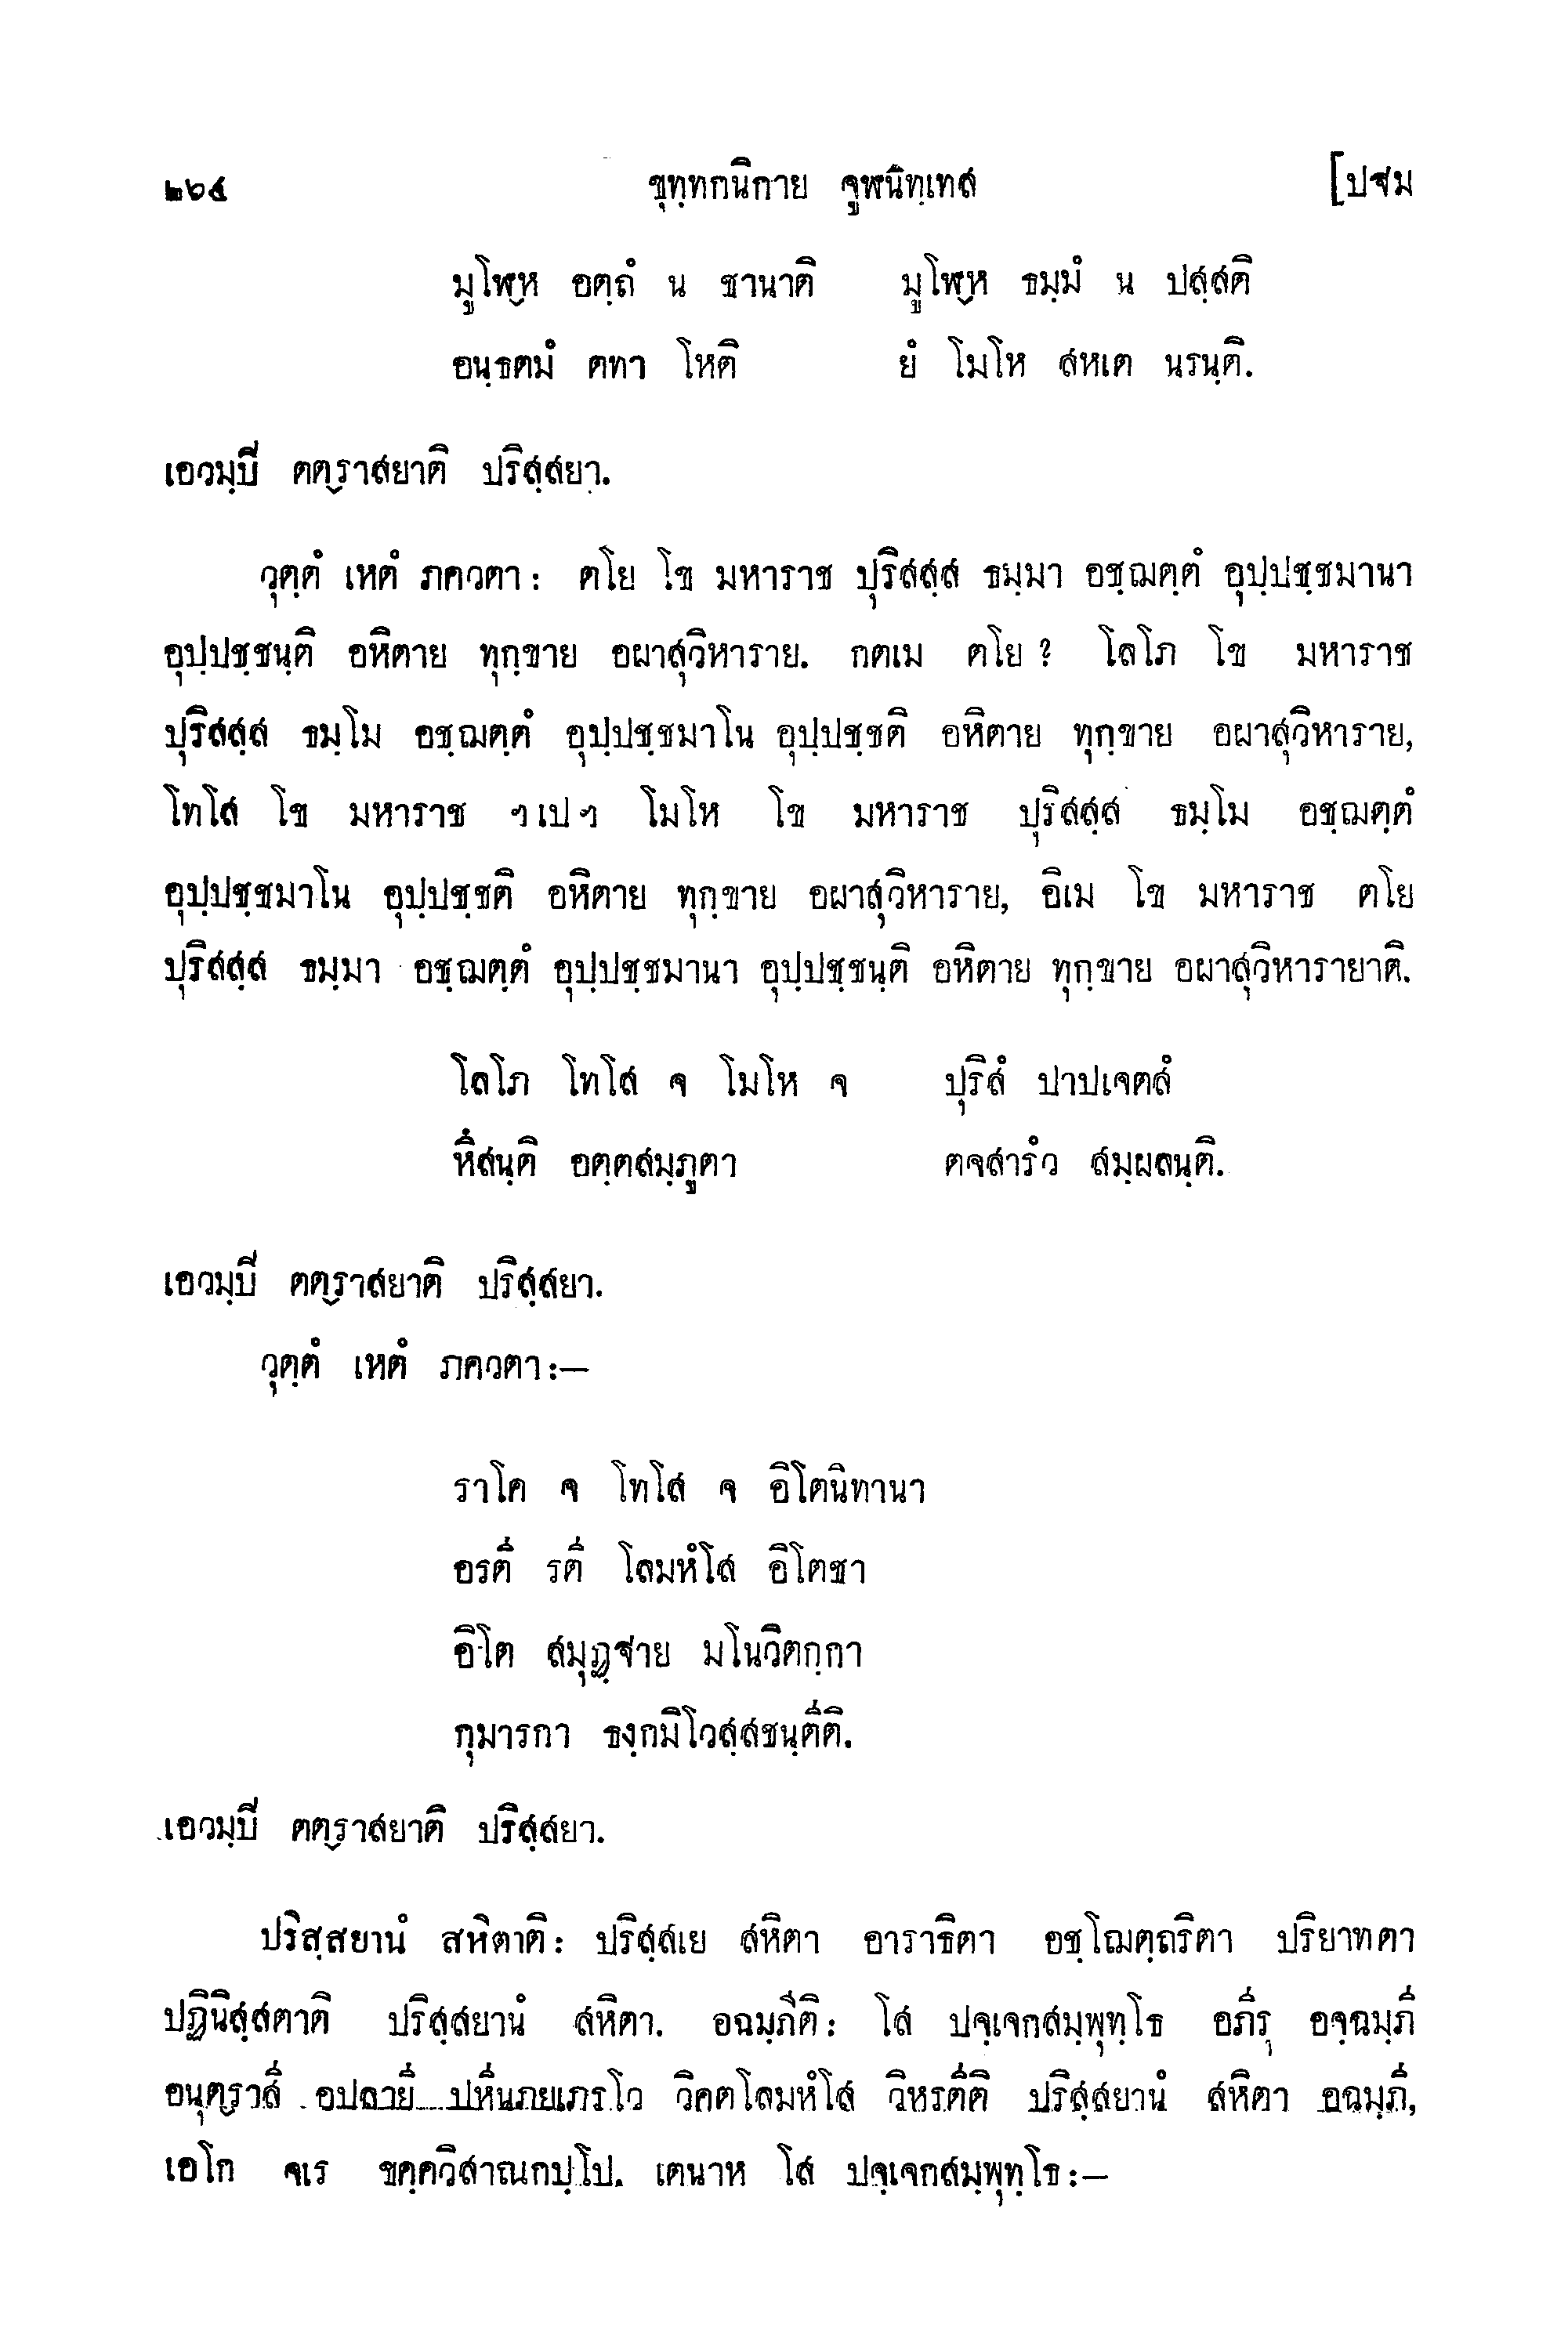 ๒๖๔ ขุทฺทกนิกาย จูฬนิทฺเทส [ปฐม
มูโฬฺห อตฺถํ น ชานาติ มูโฬฺห ธมฺมํ น ปสฺสติ
อนฺธตมํ ตทา โหติ ยํ โมโห สหเต นรนฺติ.
เอวมฺปิ ตตฺราสยาติ ปริสฺสยา.
วุตฺตํ เหตํ ภควตา: ตโย โข มหาราช ปุริสสฺส ธมฺมา อชฺฌตฺตํ อุปฺปชฺชมานา
อุปฺปชฺชนฺติ อหิตาย ทุกฺขาย อผาสุวิหาราย. กตเม ตโย? โลโภ โข มหาราช
ปุริสสฺส ธมฺโม อชฺฌตฺตํ อุปฺปชฺชมาโน อุปฺปชฺชติ อหิตาย ทุกฺขาย อผาสุวิหาราย,
โทโส โข มหาราช ฯเปฯ โมโห โข มหาราช ปุริสสฺส ธมฺโม อชฺฌตฺตํ
อุปฺปชฺชมาโน อุปฺปชฺชติ อหิตาย ทุกฺขาย อผาสุวิหาราย, อิเม โข มหาราช ตโย
ปุริสสฺส ธมฺมา อชฺฌตฺตํ อุปฺปชฺชมานา อุปฺปชฺชนฺติ อหิตาย ทุกฺขาย อผาสุวิหารายาติ.
โลโภ โทโส จ โมโห จ ปุริสํ ปาปเจตสํ
หึสนฺติ อตฺตสมฺภูตา ตจสารํว สมฺผลนฺติ.
เอวมฺปิ ตตฺราสยาติ ปริสฺสยา.
วุตฺตํ เหตํ ภควตา:—
ราโค จ โทโส จ อิโตนิทานา
อรตี รตี โลมหํโส อิโตชา
อิโต สมุฏฺฐาย มโนวิตกฺกา
กุมารกา ธงฺกมิโวสฺสชนฺตีติ.
เอวมฺปิ ตตฺราสยาติ ปริสฺสยา.
ปริสฺสยานํ สหิตาติ: ปริสฺสเย สหิตา อาราธิตา อชฺโฌตฺถริตา ปริยาทตา
ปฏินิสฺสตาติ ปริสฺสยานํ สหิตา. อฉมฺภีติ: โส ปจฺเจกสมฺพุทฺโธ อภีรุ อจฺฉมฺภี
อนุตฺราสี อปลายี ปหีนภยเภรโว วิคตโลมหํโส วิหรตีติ ปริสฺสยานํ สหิตา อฉมฺภี,
เอโก จเร ขคฺควิสาณกปฺโป. เตนาห โส ปจฺเจกสมฺพุทฺโธ:—